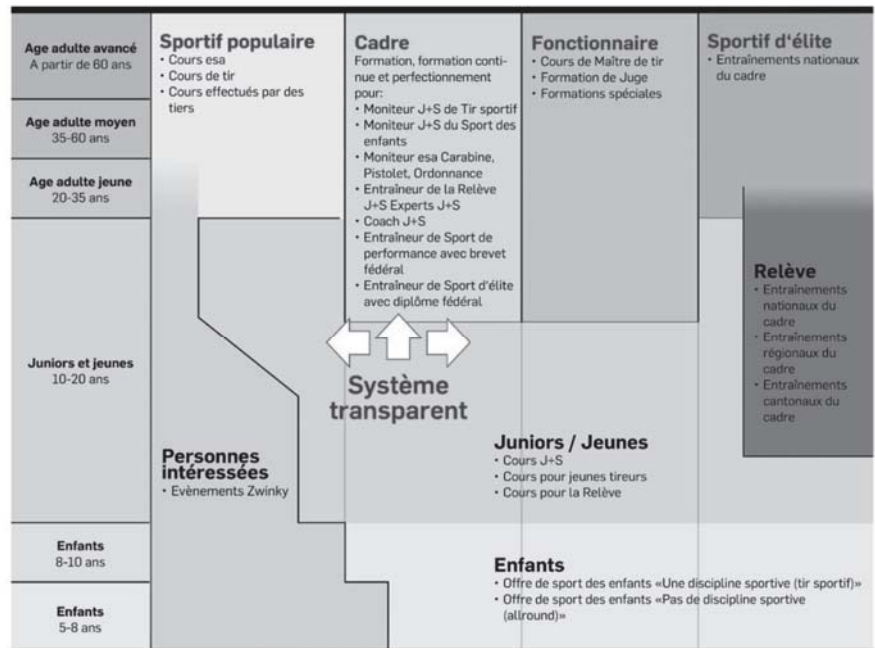 Age adulte avancé
A partir de 60 ans
Age adulte moyen
35-60 ans
Age adulte jeune
20-35 ans
Juniors et jeunes
10-20 ans
Enfants
8-10 ans
Enfants
5-8 ans
Sportif populaire
• Cours esa
• Cours de tir
• Cours effectués par des
tiers
Cadre
Formation, formation conti-
nue et perfectionnement
pour:
• Moniteur J+S de Tir sportif
• Moniteur J+S du Sport des
enfants
• Moniteur esa Carabine,
Pistolet, Ordonnance
• Entraîneur de la Relève
J+S Experts J+S
• Coach J+S
• Entraîneur de Sport de
performance avec brevet
fédéral
• Entraîneur de Sport d'élite
avec diplôme fédéral
Fonctionnaire
• Cours de Maître de tir
• Formation de Juge
• Formations spéciales
Sportif d'élite
• Entraînements nationaux
du cadre
Relève
• Entraînements
nationaux du
cadre
• Entraînements
régionaux du
cadre
• Entraînements
cantonaux du
cadre
Système
transparent
Personnes
intéressées
• Evènements Zwinky
Juniors / Jeunes
• Cours J+S
• Cours pour jeunes tireurs
• Cours pour la Relève
Enfants
• Offre de sport des enfants «Une discipline sportive (tir sportif)»
• Offre de sport des enfants «Pas de discipline sportive
(allround)»